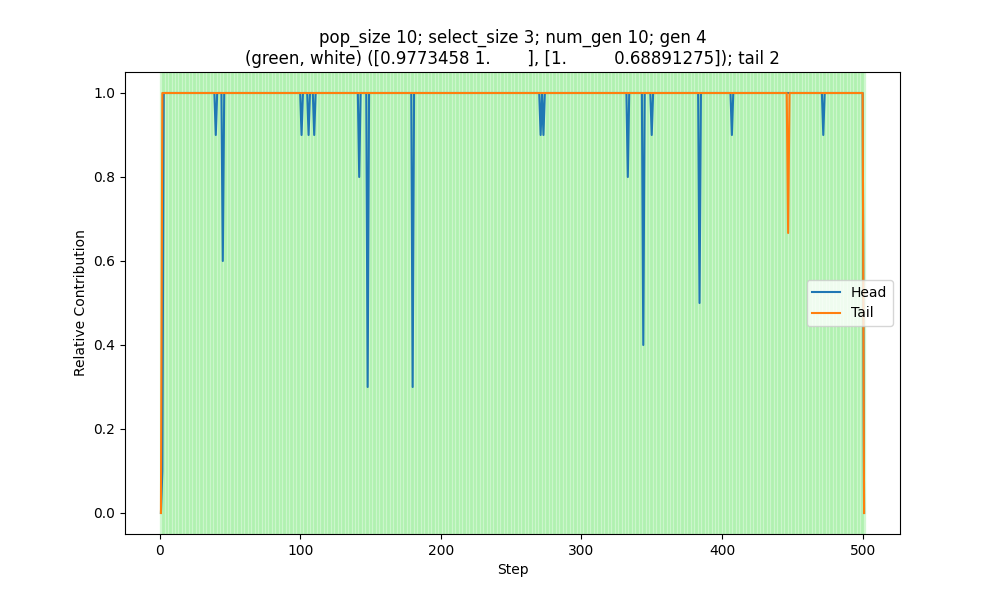 pop_size 10; select_size 3; num_gen 10; gen 4
(green, white) ([0.9773458 1.       ], [1.         0.68891275]); tail 2
1.0
0.8
0.6
0.4
0.2
0.0
Relative Contribution
Head
Tail
0 100 200 300 400 500
Step